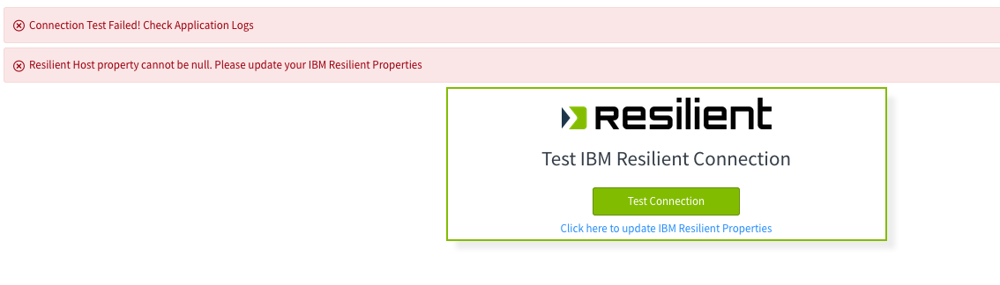 Connection Test Failed! Check Application Logs
Resilient Host property cannot be null. Please update your IBM Resilient Properties
resilient
Test IBM Resilient Connection
Test Connection
Click here to update IBM Resilient Properties